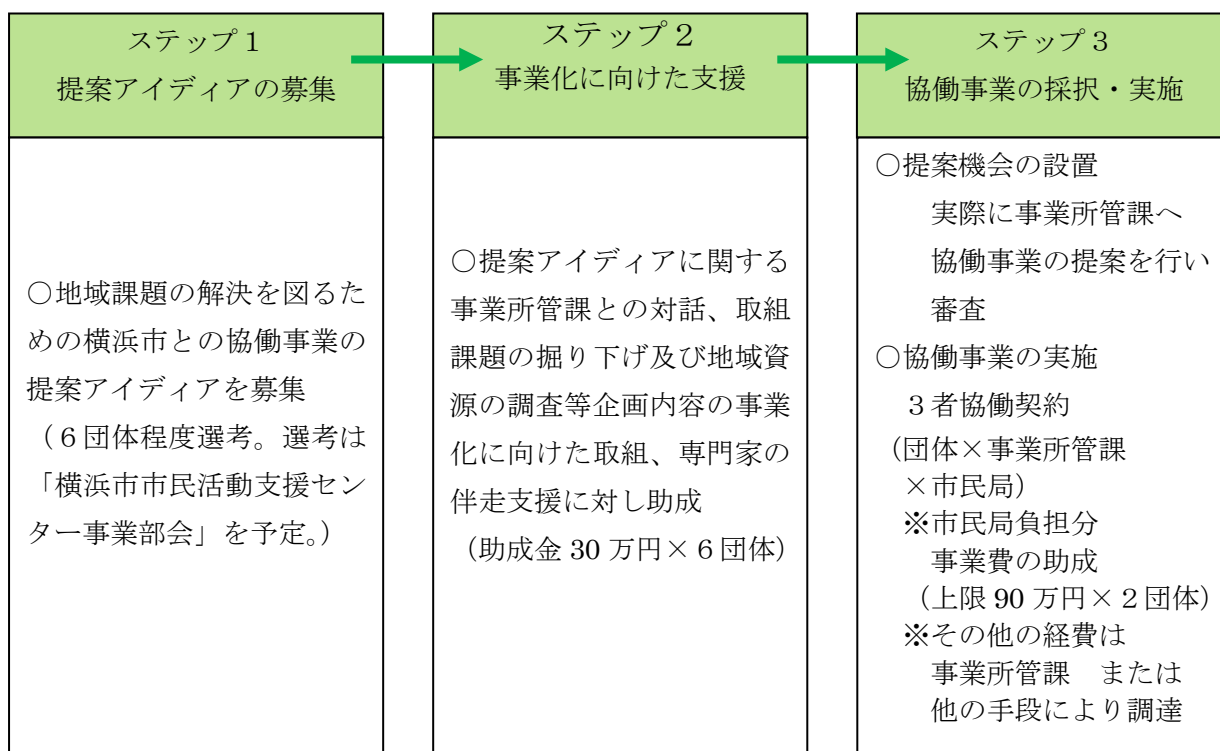 ステップ1
提案アイディアの募集
○地域課題の解決を図るた
めの横浜市との協働事業の
提案アイディアを募集
（６団体程度選考。選考は
「横浜市市民活動支援セン
ター事業部会」を予定。）
ステップ２
事業化に向けた支援
○提案アイディアに関する
事業所管課との対話、取組
課題の掘り下げ及び地域資
源の調査等企画内容の事業
化に向けた取組、専門家の
伴走支援に対し助成
（助成金 30 万円×６団体）
ステップ３
協働事業の採択・実施
○提案機会の設置
実際に事業所管課へ
協働事業の提案を行い
審査
○協働事業の実施
３者協働契約
(団体×事業所管課
×市民局)
※市民局負担分
事業費の助成
（上限 90 万円×２団体）
※その他の経費は
事業所管課　または
他の手段により調達